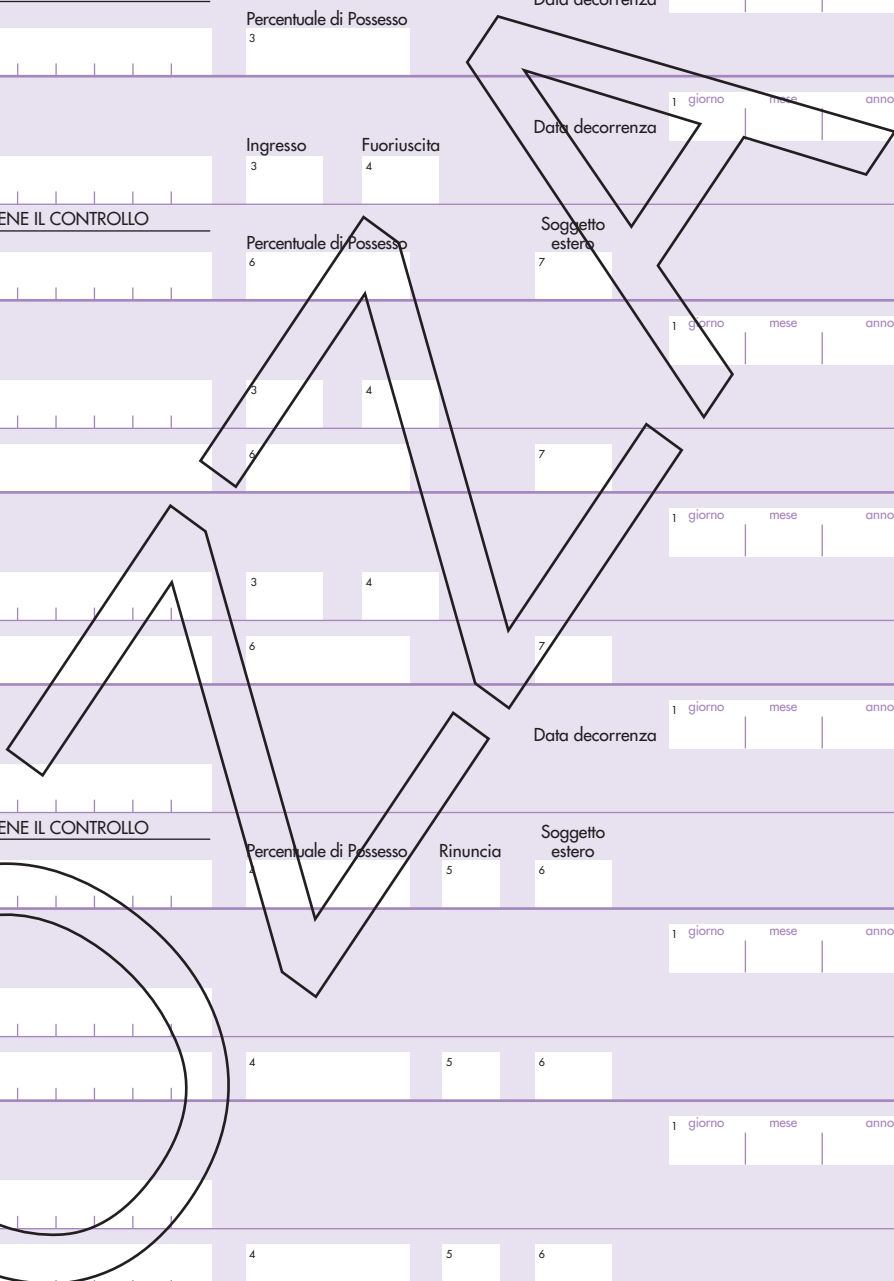 Percentuale di Possesso
3
1 giorno mese anno
Data decorrenza
Ingresso Fuoriuscita
3 4
ENE IL CONTROLLO
Percentuale di Possesso Soggetto estero
6 7
1 giorno mese anno
3 4
6 7
1 giorno mese anno
3 4
6 7
1 giorno mese anno
Data decorrenza
ENE IL CONTROLLO
Percentuale di Possesso Rinuncia Soggetto estero
4 5 6
1 giorno mese anno
4 5 6
1 giorno mese anno
4 5 6